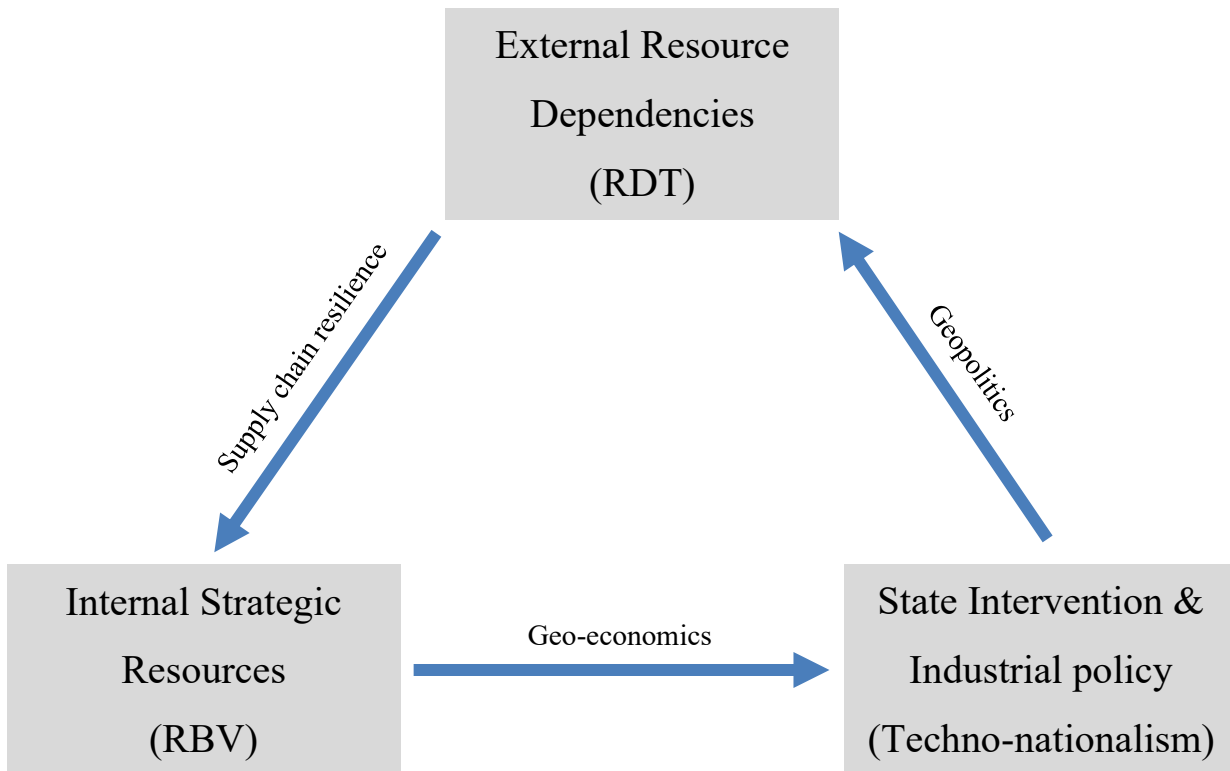 External Resource
Dependencies
(RDT)
Supply chain resilience
Geopolitics
Internal Strategic
Resources
(RBV)
Geo-economics
State Intervention &
Industrial policy
(Techno-nationalism)